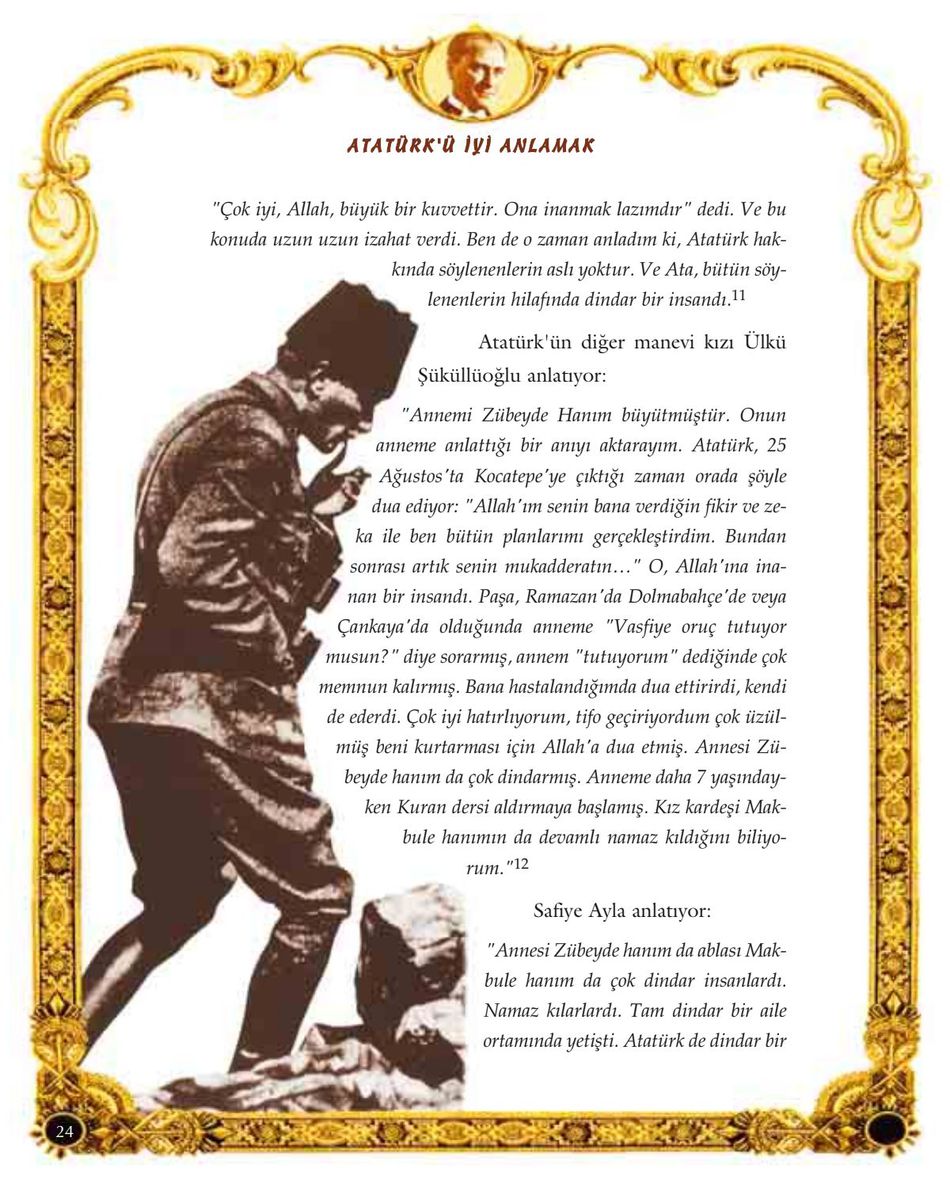 ATATÜRK'Ü İYİ ANLAMAK
"Çok iyi, Allah, büyük bir kuvvettir. Ona inanmak lazımdır" dedi. Ve bu
konuda uzun uzun izahat verdi. Ben de o zaman anladım ki, Atatürk hak-
kında söylenenlerin aslı yoktur. Ve Ata, bütün söy-
lenenlerin hilafında dindar bir insandı.11
Atatürk'ün diğer manevi kızı Ülkü
Şüküllüoğlu anlatıyor:
"Annemi Zübeyde Hanım büyütmüştür. Onun
anneme anlattığı bir anıyı aktarayım. Atatürk, 25
Ağustos'ta Kocatepe'ye çıktığı zaman orada şöyle
dua ediyor: "Allah'ım senin bana verdiğin fikir ve ze-
ka ile ben bütün planlarımı gerçekleştirdim. Bundan
sonrası artık senin mukadderatın…" O, Allah'ına ina-
nan bir insandı. Paşa, Ramazan'da Dolmabahçe'de veya
Çankaya'da olduğunda anneme "Vasfiye oruç tutuyor
musun?" diye sorarmış, annem "tutuyorum" dediğinde çok
memnun kalırmış. Bana hastalandığımda dua ettirirdi, kendi
de ederdi. Çok iyi hatırlıyorum, tifo geçiriyordum çok üzül-
müş beni kurtarması için Allah'a dua etmiş. Annesi Zü-
beyde hanım da çok dindarmış. Anneme daha 7 yaşınday-
ken Kuran dersi aldırmaya başlamış. Kız kardeşi Mak-
bule hanımın da devamlı namaz kıldığını biliyo-
rum."12
Safiye Ayla anlatıyor:
"Annesi Zübeyde hanım da ablası Mak-
bule hanım da çok dindar insanlardı.
Namaz kılarlardı. Tam dindar bir aile
ortamında yetişti. Atatürk de dindar bir
24